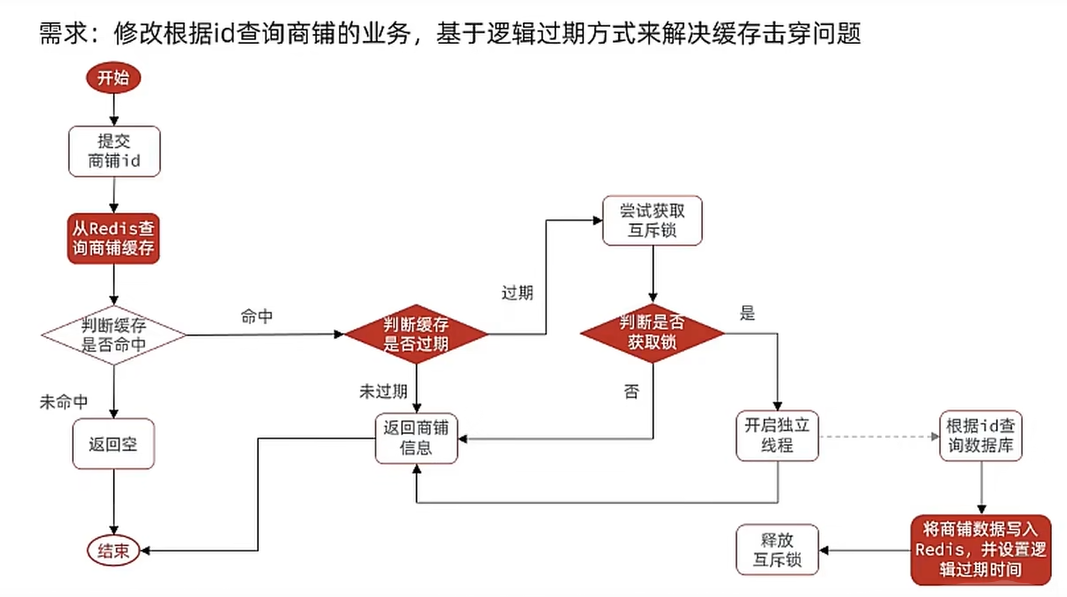 需求：修改根据id查询商铺的业务，基于逻辑过期方式来解决缓存击穿问题
开始
提交
商铺id
从Redis查
询商铺缓存
判断缓存
是否命中
命中
未命中
返回空
结束
判断缓存
是否过期
过期
未过期
返回商铺
信息
尝试获取
互斥锁
判断是否
获取锁
是
否
开启独立
线程
根据id查
询数据库
将商铺数据写入
Redis，并设置逻
辑过期时间
释放
互斥锁